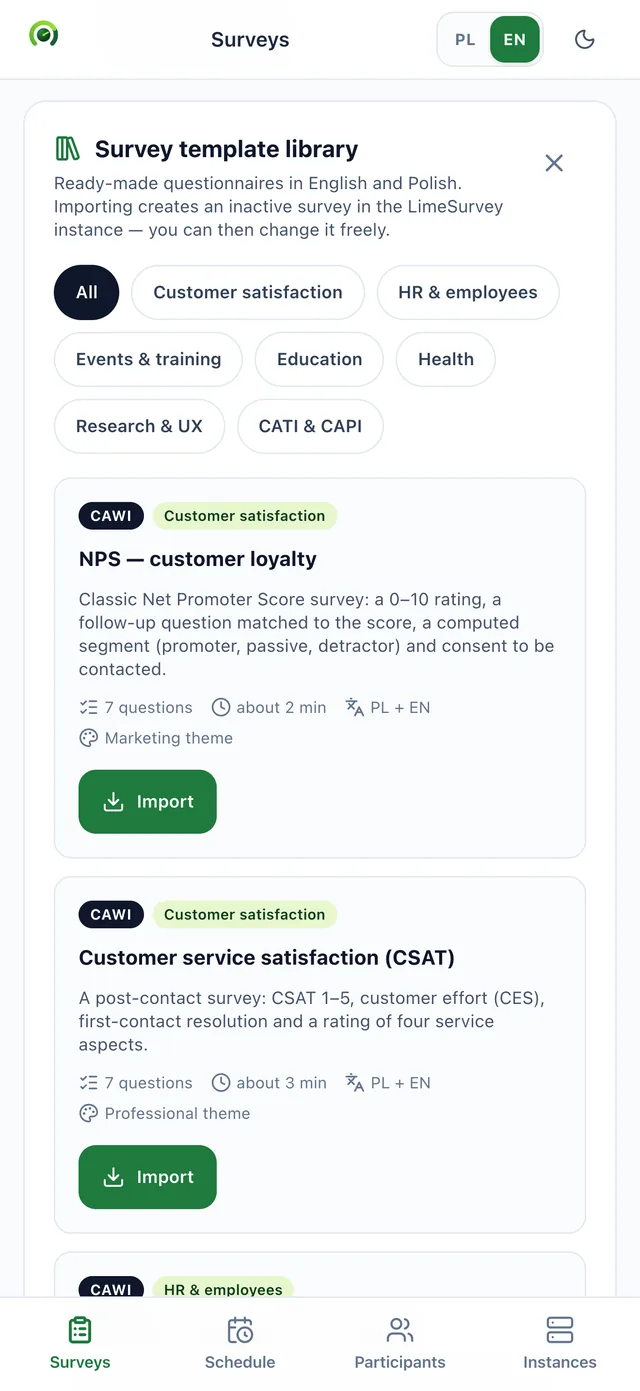 Surveys
PL EN
Survey template library
Ready-made questionnaires in English and Polish.
Importing creates an inactive survey in the LimeSurvey
instance — you can then change it freely.
All Customer satisfaction HR & employees
Events & training Education Health
Research & UX CATI & CAPI
CAWI Customer satisfaction
NPS — customer loyalty
Classic Net Promoter Score survey: a 0–10 rating, a
follow-up question matched to the score, a computed
segment (promoter, passive, detractor) and consent to be
contacted.
7 questions about 2 min PL + EN
Marketing theme
Import
CAWI Customer satisfaction
Customer service satisfaction (CSAT)
A post-contact survey: CSAT 1–5, customer effort (CES),
first-contact resolution and a rating of four service
aspects.
7 questions about 3 min PL + EN
Professional theme
Import
CAWI HR & employees
Surveys Schedule Participants Instances